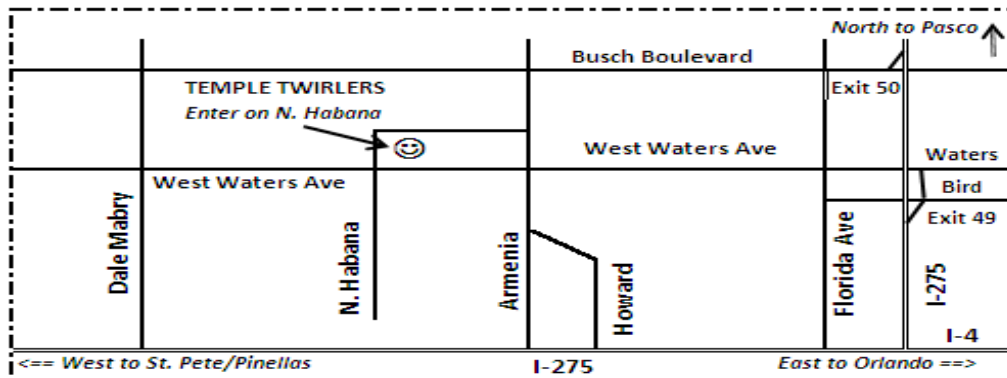 North to Pasco
Busch Boulevard
TEMPLE TWIRLERS
Exit 50
Enter on N. Habana
West Waters Ave
Waters
West Waters Ave
Bird
Exit 49
Dale Mabry
N. Habana
Armenia
Howard
Florida Ave
I-275
I-4
<== West to St. Pete/Pinellas
I-275
East to Orlando ==>